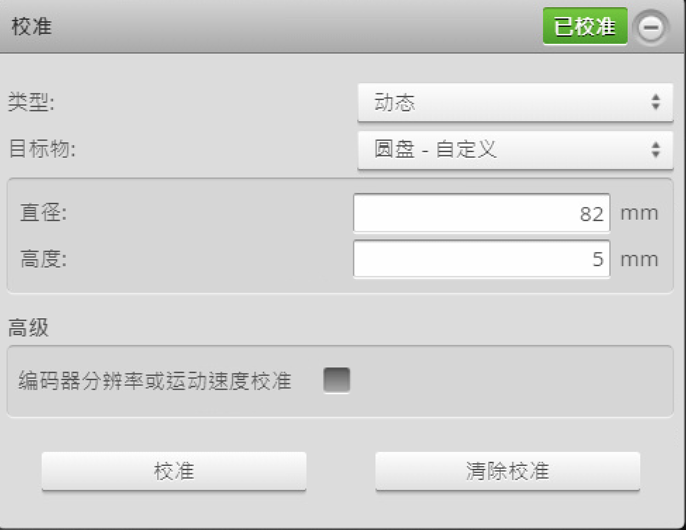 校准 已校准
类型: 动态
目标物: 圆盘 - 自定义
直径: 82 mm
高度: 5 mm
高级
编码器分辨率或运动速度校准
校准 清除校准